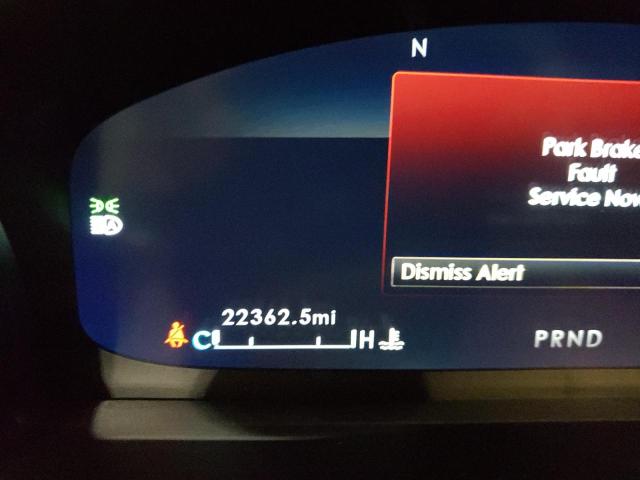 N
Park Brake
Fault
Service Now
Dismiss Alert
22362.5mi
C H
PRND